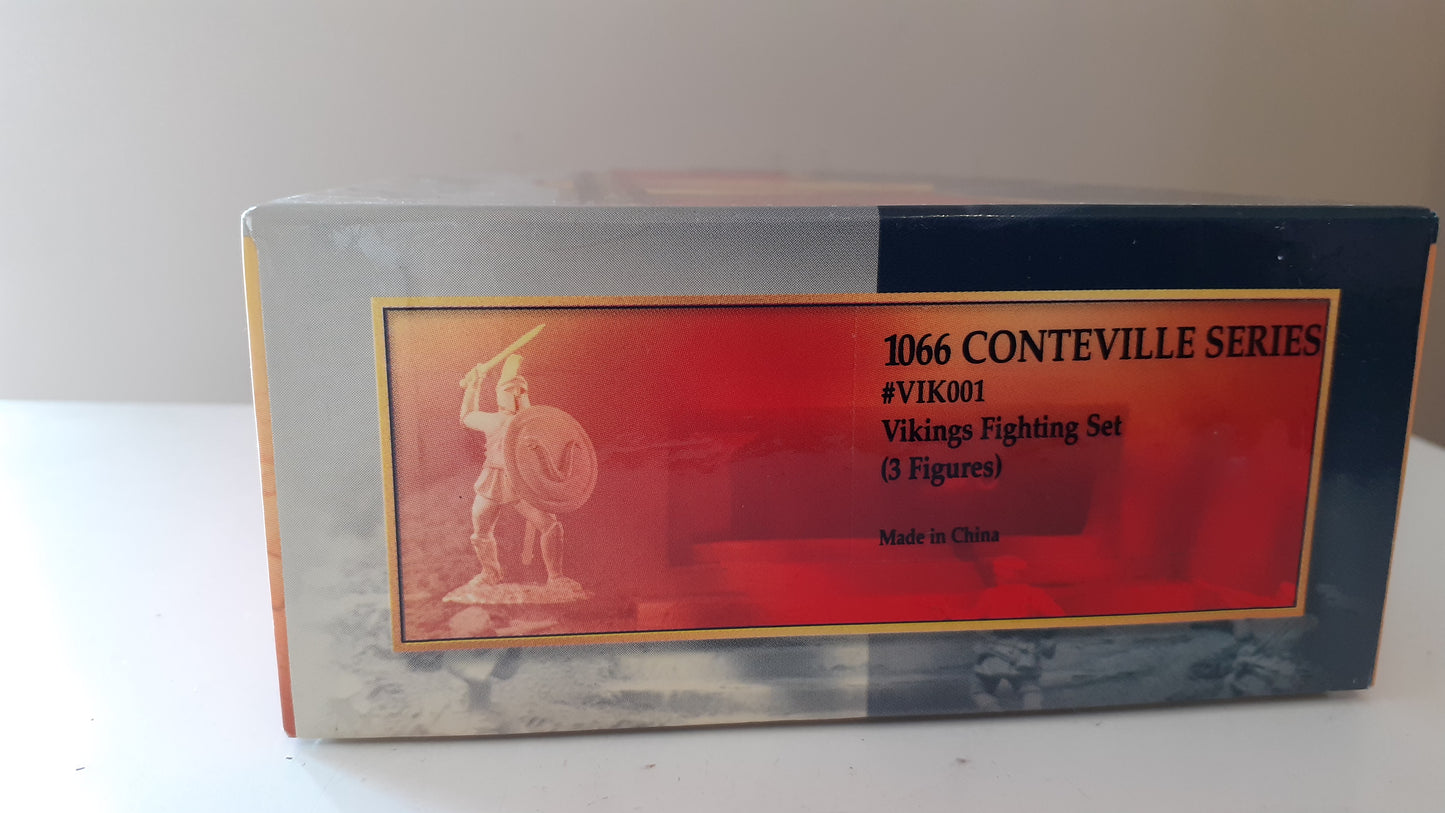 1066 CONTEVILLE SERIES
#VIK001
Vikings Fighting Set
(3 Figures)
Made in China